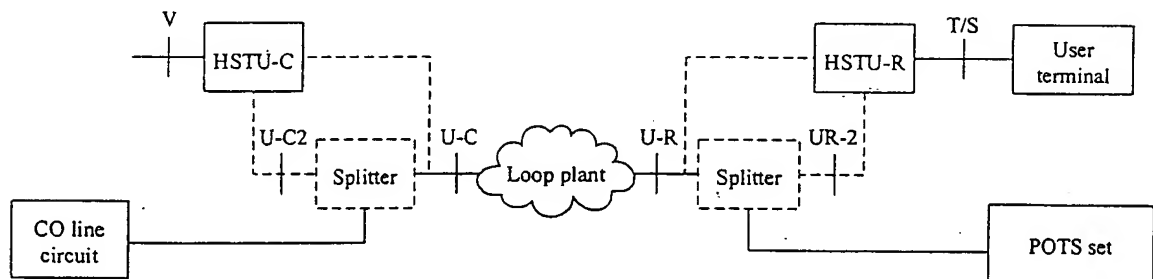 V
HSTU-C
HSTU-R
T/S
User
terminal
U-C2
U-C
U-R
UR-2
Splitter
Loop plant
Splitter
CO line
circuit
POTS set